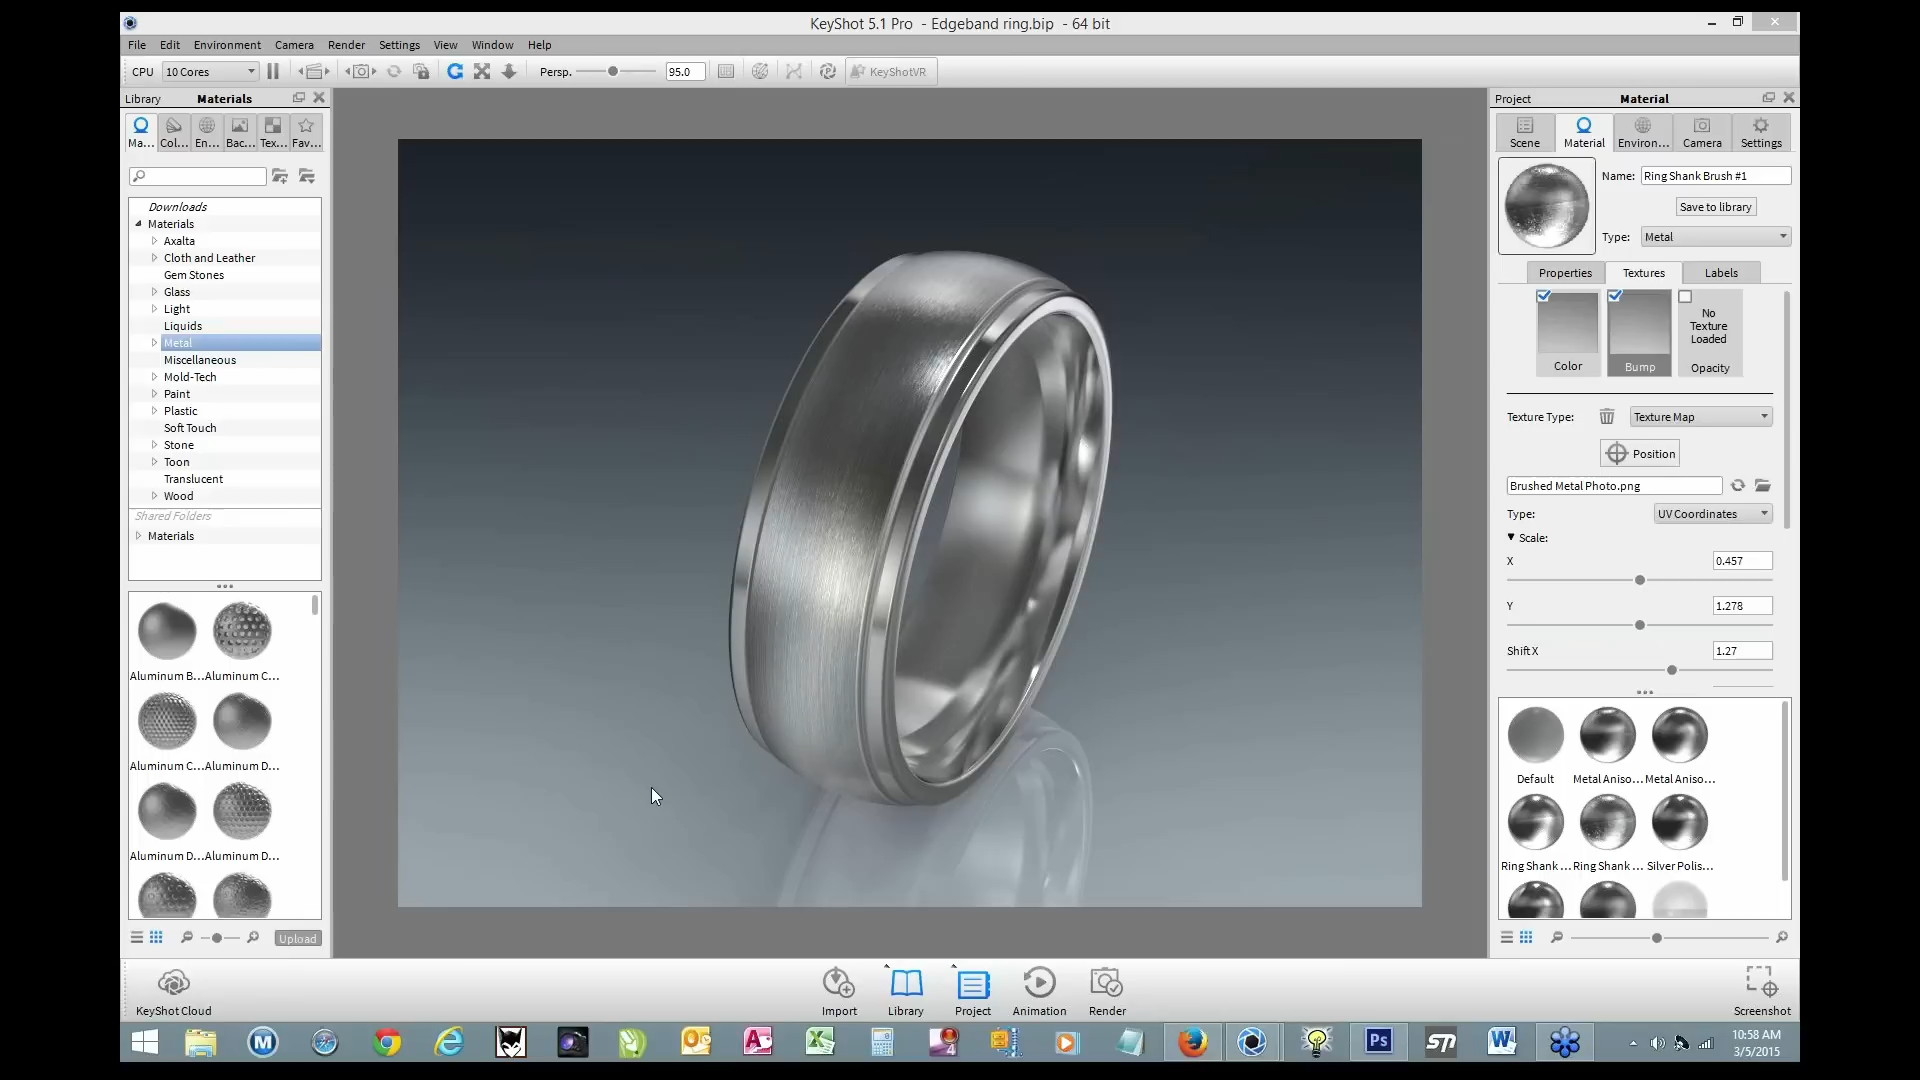 KeyShot 5.1 Pro - Edgeband ring.bip - 64 bit
File Edit Environment Camera Render Settings View Window Help
CPU 10 Cores Persp. 95.0 KeyShotVR
Library Materials
Ma... Col... En... Bac... Tex... Fav...
Downloads
Materials
Axalta
Cloth and Leather
Gem Stones
Glass
Light
Liquids
Metal
Miscellaneous
Mold-Tech
Paint
Plastic
Soft Touch
Stone
Toon
Translucent
Wood
Shared Folders
Materials
Aluminum B... Aluminum C...
Aluminum C... Aluminum D...
Aluminum D... Aluminum D...
Upload
Project Material
Scene Material Environ... Camera Settings
Name: Ring Shank Brush #1
Save to library
Type: Metal
Properties Textures Labels
No
Texture
Loaded
Color Bump Opacity
Texture Type: Texture Map
Position
Brushed Metal Photo.png
Type: UV Coordinates
Scale:
X 0.457
Y 1.278
Shift X 1.27
Default Metal Aniso... Metal Aniso...
Ring Shank ... Ring Shank ... Silver Polis...
KeyShot Cloud Import Library Project Animation Render Screenshot
10:58 AM
3/5/2015